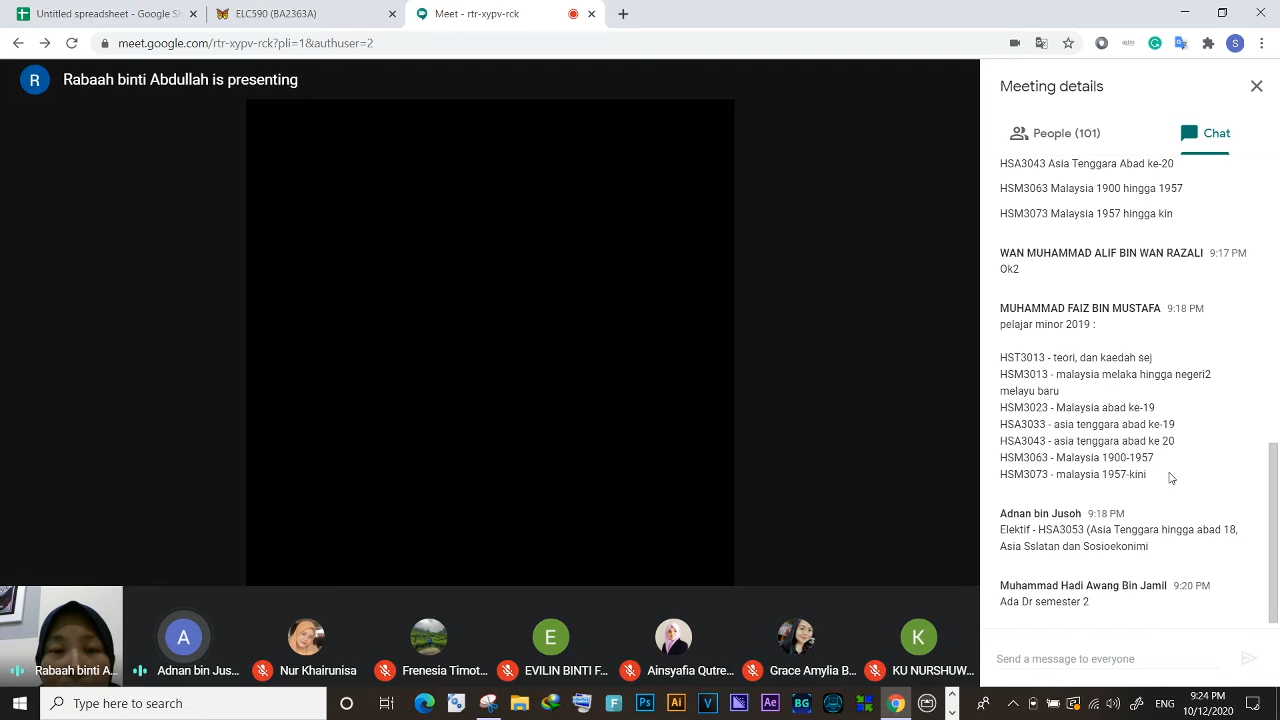 Untitled spreadsheet - Google S
ELC590 (BA2363A)
Meet - rtr-xypv-rck
meet.google.com/rtr-xypv-rck?pli=1&authuser=2
S
R
Rabaah binti Abdullah is presenting
Meeting details
People (101)
Chat
HSA3043 Asia Tenggara Abad ke-20
HSM3063 Malaysia 1900 hingga 1957
HSM3073 Malaysia 1957 hingga kin
WAN MUHAMMAD ALIF BIN WAN RAZALI 9:17 PM
Ok2
MUHAMMAD FAIZ BIN MUSTAFA 9:18 PM
pelajar minor 2019 :
HST3013 - teori, dan kaedah sej
HSM3013 - malaysia melaka hingga negeri2
melayu baru
HSM3023 - Malaysia abad ke-19
HSA3033 - asia tenggara abad ke-19
HSA3043 - asia tenggara abad ke 20
HSM3063 - Malaysia 1900-1957
HSM3073 - malaysia 1957-kini
Adnan bin Jusoh 9:18 PM
Elektif - HSA3053 (Asia Tenggara hingga abad 18,
Asia Sslatan dan Sosioekonimi
Muhammad Hadi Awang Bin Jamil 9:20 PM
Ada Dr semester 2
Send a message to everyone
A
E
K
Rabaah binti A...
Adnan bin Jus...
Nur Khairunisa
Frenesia Timot...
EVILIN BINTI F...
Ainsyafia Qutre...
Grace Amylia B...
KU NURSHUW...
Type here to search
F
Ps
Ai
V
Ae
BG
ENG
9:24 PM
10/12/2020